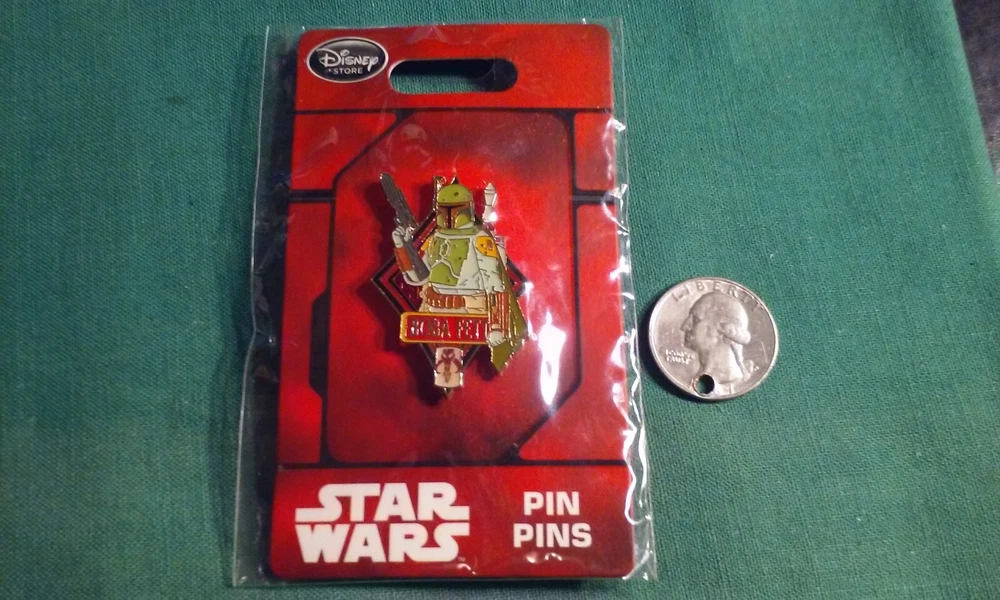 Disney
STORE
BOBA FETT
STAR
WARS
PIN
PINS
LIBERTY